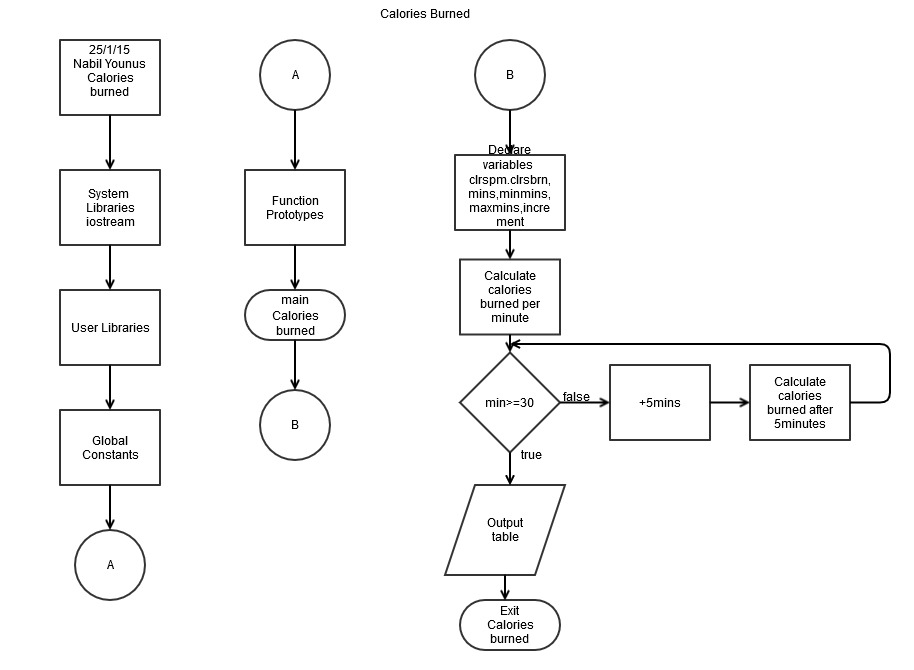 Calories Burned
25/1/15
Nabil Younus
Calories
burned
System
Libraries
iostream
User Libraries
Global
Constants
A
A
Function
Prototypes
main
Calories
burned
B
B
Declare
variables
clrspm.clrsbrn,
mins,minmins,
maxmins,incre
ment
Calculate
calories
burned per
minute
min>=30
false
+5mins
Calculate
calories
burned after
5minutes
true
Output
table
Exit
Calories
burned